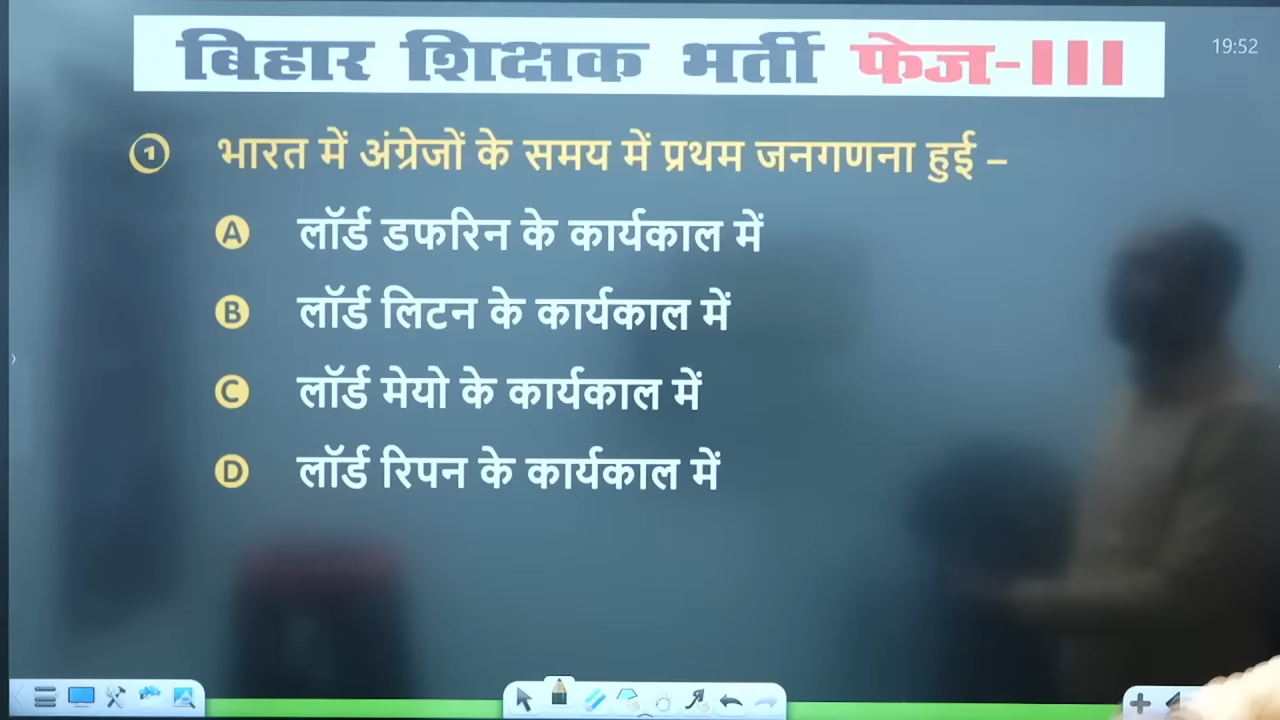 बिहार शिक्षक भर्ती फेज-III
19:52
1 भारत में अंग्रेजों के समय में प्रथम जनगणना हुई –
A लॉर्ड डफरिन के कार्यकाल में
B लॉर्ड लिटन के कार्यकाल में
C लॉर्ड मेयो के कार्यकाल में
D लॉर्ड रिपन के कार्यकाल में